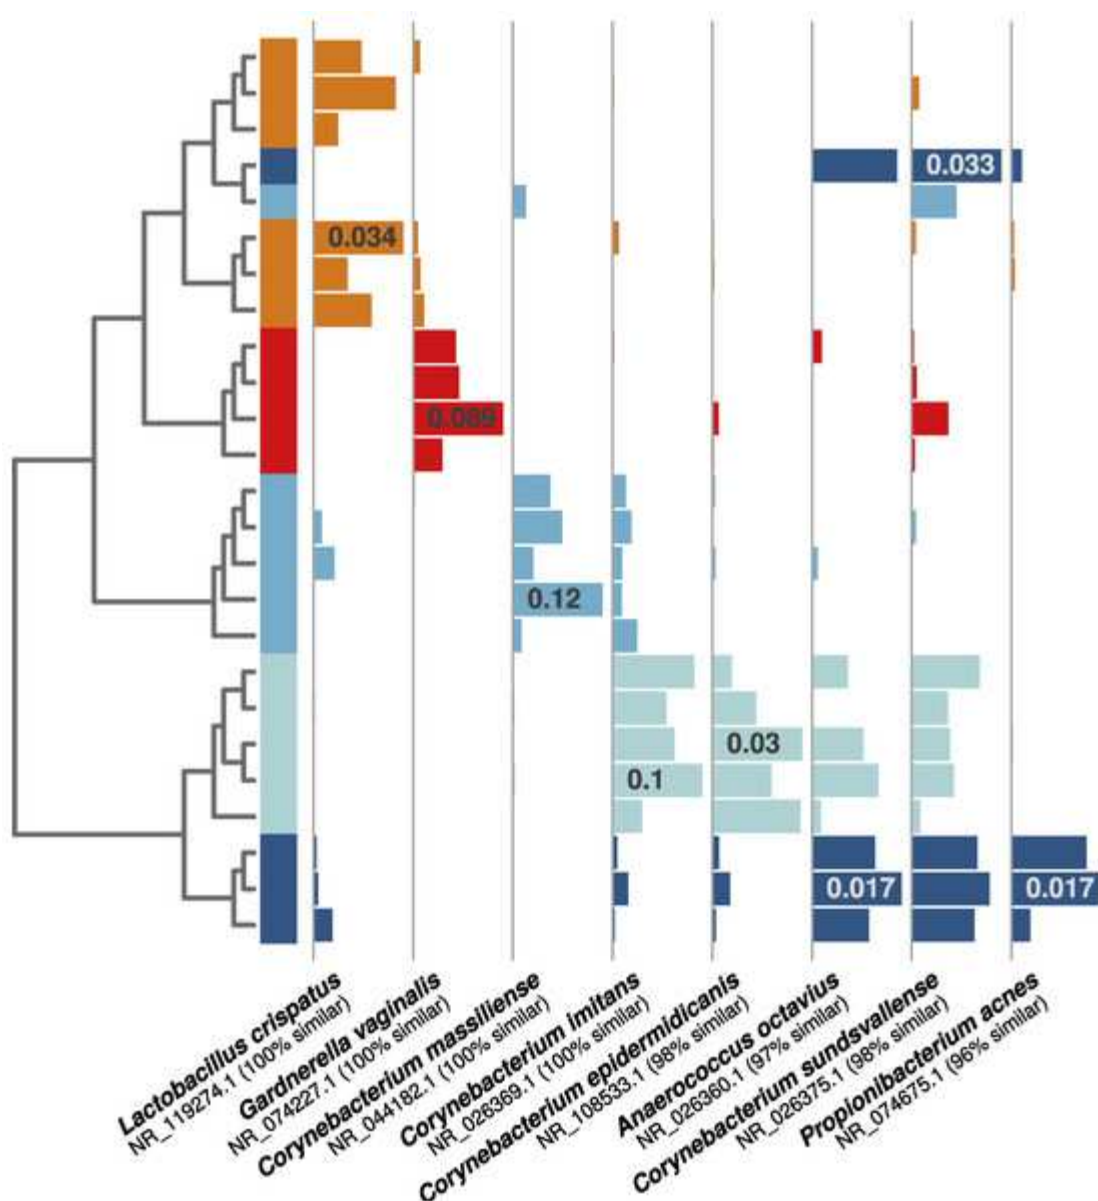 0.033
0.034
0.089
0.12
0.03
0.1
0.017
0.017
Lactobacillus crispatus
NR_119274.1 (100% similar)
Gardnerella vaginalis
NR_074227.1 (100% similar)
Corynebacterium massiliense
NR_044182.1 (100% similar)
Corynebacterium imitans
NR_026369.1 (100% similar)
Corynebacterium epidermidicanis
NR_108533.1 (98% similar)
Anaerococcus octavius
NR_026360.1 (97% similar)
Corynebacterium sundsvallense
NR_026375.1 (98% similar)
Propionibacterium acnes
NR_074675.1 (96% similar)